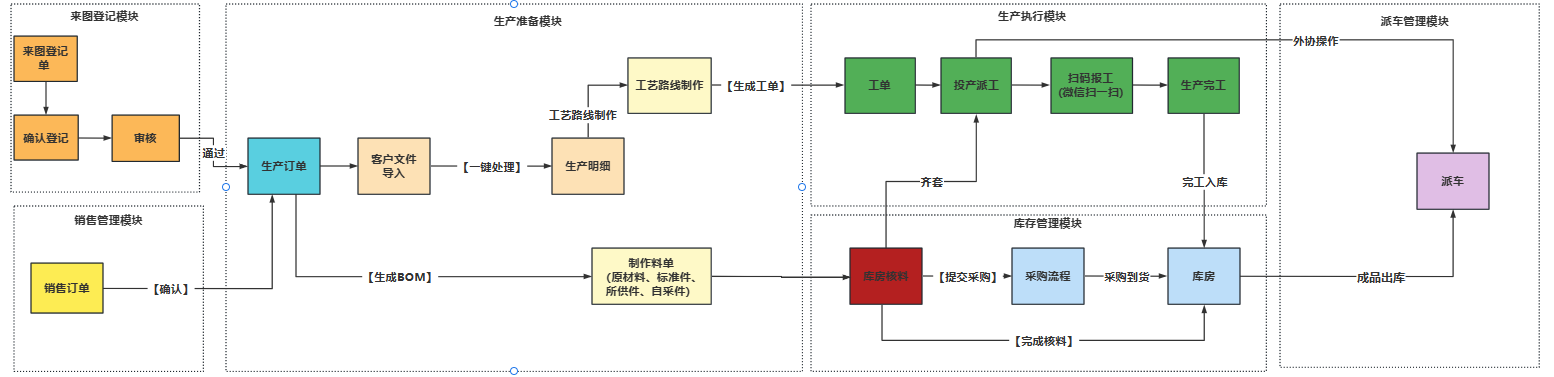 来图登记模块
来图登记
单
确认登记
审核
通过
销售管理模块
销售订单
【确认】
生产准备模块
生产订单
客户文件
导入
【一键处理】
生产明细
工艺路线制作
工艺路线制作
【生成工单】
【生成BOM】
制作料单
(原材料、标准件、
所供件、自采件)
生产执行模块
工单
投产派工
扫码报工
(微信扫一扫)
生产完工
齐套
完工入库
库存管理模块
库房核料
【提交采购】
采购流程
采购到货
库房
【完成核料】
派车管理模块
外协操作
派车
成品出库